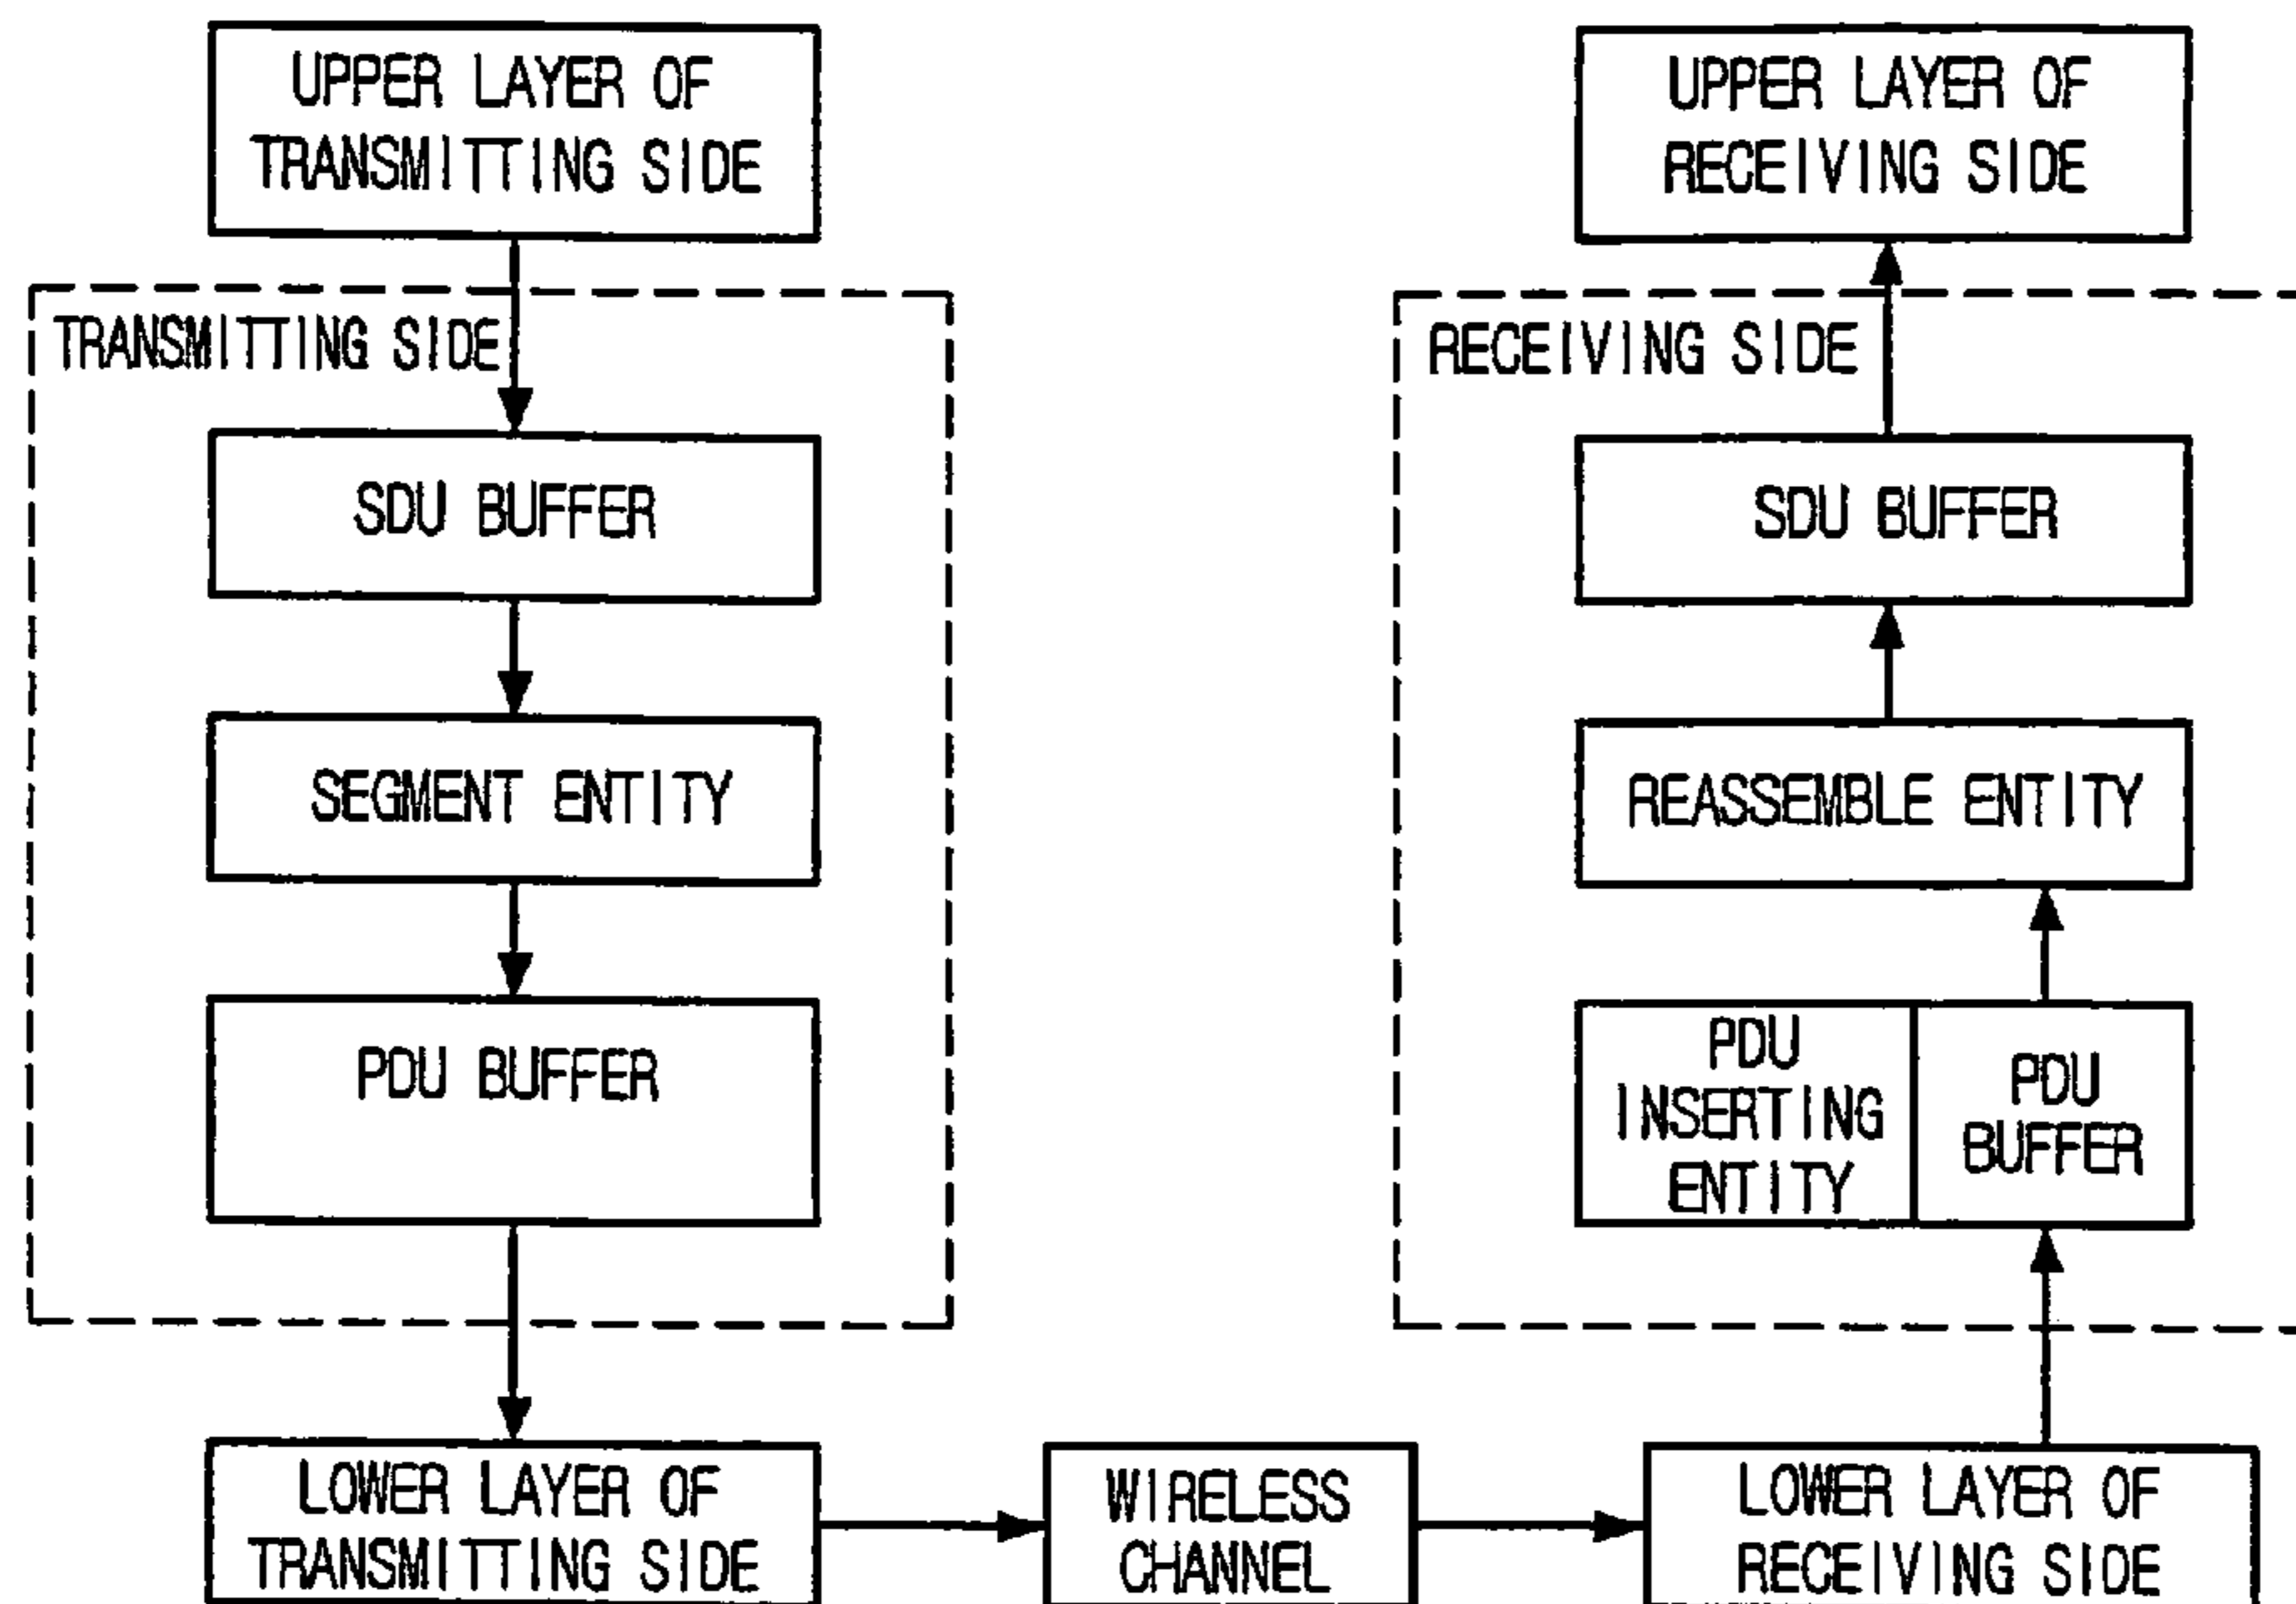 UPPER LAYER OF
TRANSMITTING SIDE
TRANSMITTING SIDE
SDU BUFFER
SEGMENT ENTITY
PDU BUFFER
LOWER LAYER OF
TRANSMITTING SIDE
WIRELESS
CHANNEL
UPPER LAYER OF
RECEIVING SIDE
RECEIVING SIDE
SDU BUFFER
REASSEMBLE ENTITY
PDU
INSERTING
ENTITY
PDU
BUFFER
LOWER LAYER OF
RECEIVING SIDE